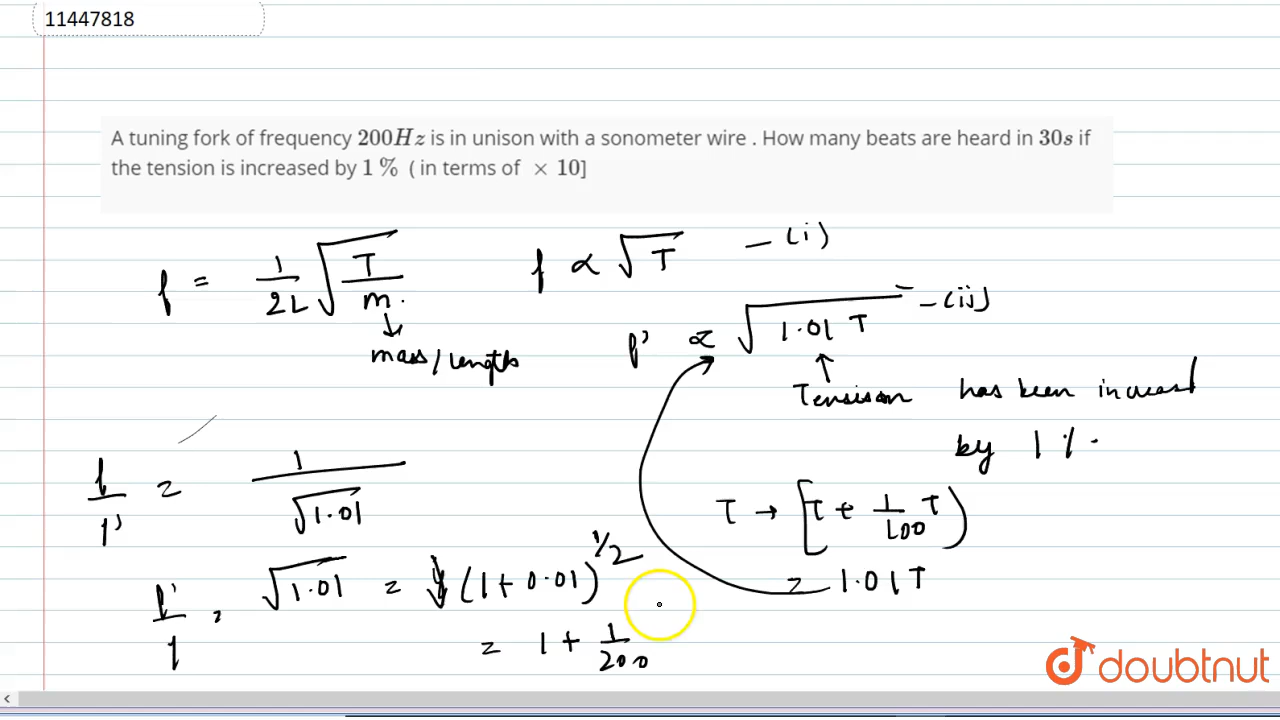 11447818
A tuning fork of frequency 200Hz is in unison with a sonometer wire . How many beats are heard in 30s if
the tension is increased by 1 % ( in terms of × 10]
f = 1/2L √(T/m.)
mass/length
f ∝ √T — (i)
f' ∝ √(1.01 T) — (ii)
Tensison has been increased
by 1 %.
T → [T + 1/100 T)
= 1.01 T
f/f' = 1/√1.01
f'/f = √1.01 = (1 + 0.01)^1/2
= 1 + 1/200
doubtnut